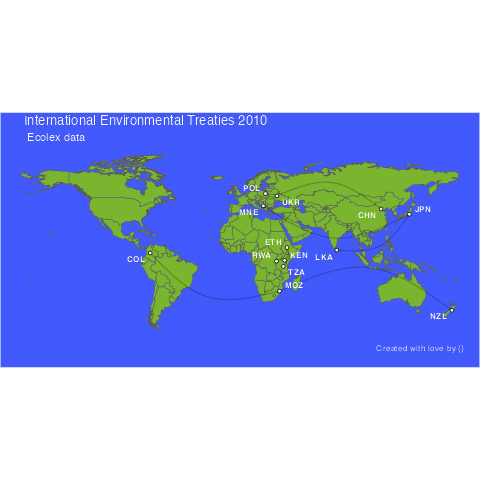 International Environmental Treaties 2010
Ecolex data
POL
UKR
MNE
CHN
JPN
ETH
RWA
KEN
LKA
COL
TZA
MOZ
NZL
Created with love by ()